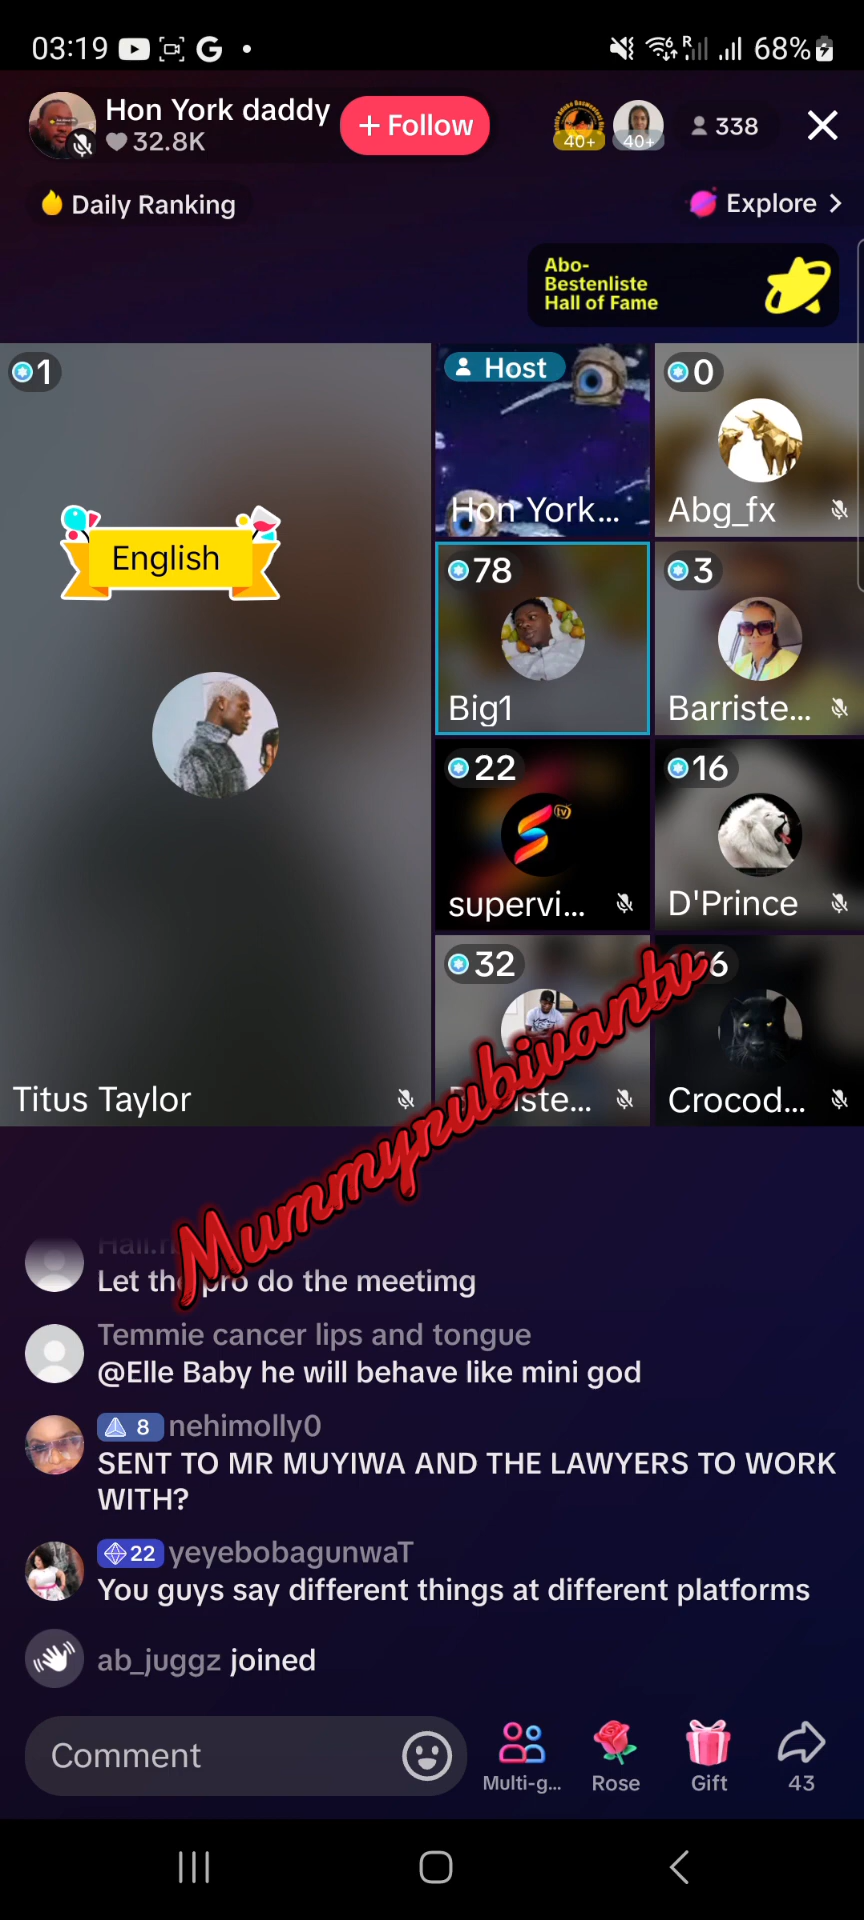 03:19
G
R
68%
Hon York daddy
32.8K
+ Follow
40+
40+
338
Daily Ranking
Explore
Abo-
Bestenliste
Hall of Fame
1
English
Titus Taylor
Host
Hon York...
0
Abg_fx
78
Big1
3
Barriste...
22
tv
supervi...
16
D'Prince
32
Crocod...
Mummyrubivantv
Let the pro do the meetimg
Temmie cancer lips and tongue
@Elle Baby he will behave like mini god
8 nehimolly0
SENT TO MR MUYIWA AND THE LAWYERS TO WORK
WITH?
22 yeyebobagunwaT
You guys say different things at different platforms
ab_juggz joined
Comment
Multi-g...
Rose
Gift
43